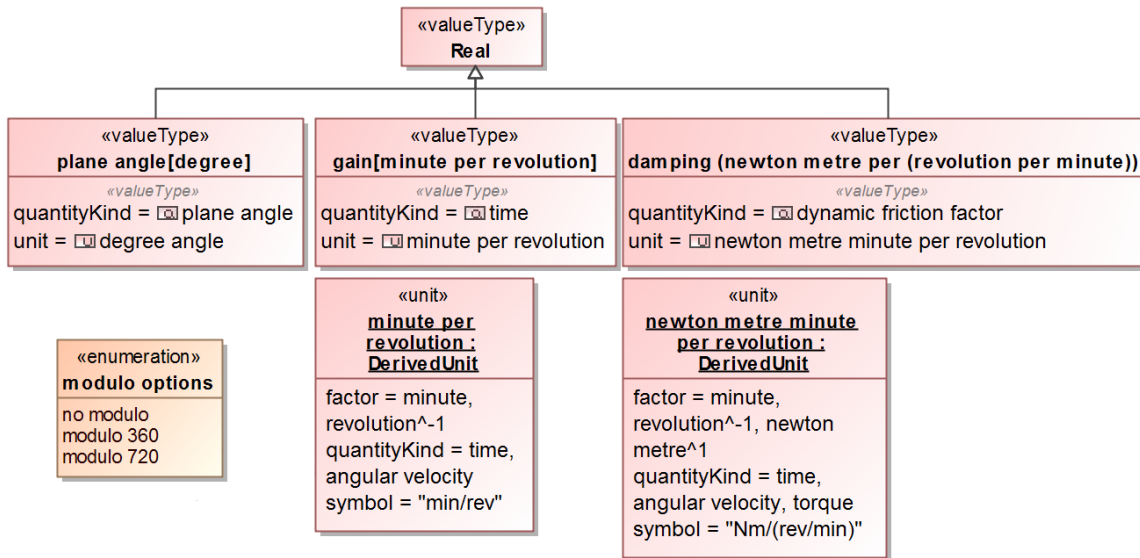 «valueType»
Real
«valueType»
plane angle[degree]
«valueType»
quantityKind = Q plane angle
unit = U degree angle
«valueType»
gain[minute per revolution]
«valueType»
quantityKind = Q time
unit = U minute per revolution
«valueType»
damping (newton metre per (revolution per minute))
«valueType»
quantityKind = Q dynamic friction factor
unit = U newton metre minute per revolution
«enumeration»
modulo options
no modulo
modulo 360
modulo 720
«unit»
minute per
revolution :
DerivedUnit
factor = minute,
revolution^-1
quantityKind = time,
angular velocity
symbol = "min/rev"
«unit»
newton metre minute
per revolution :
DerivedUnit
factor = minute,
revolution^-1, newton
metre^1
quantityKind = time,
angular velocity, torque
symbol = "Nm/(rev/min)"